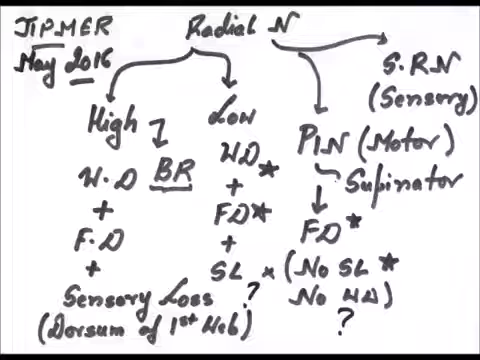 JIPMER
May 2016
Radial N
S.R.N
(Sensory)
High
BR
W.D
+
F.D
+
Sensory Loss
(Dorsum of 1st Web)
Low
WD*
+
FD*
+
SL
?
PIN (Motor)
Supinator
FD*
(No SL *
No WD)
?